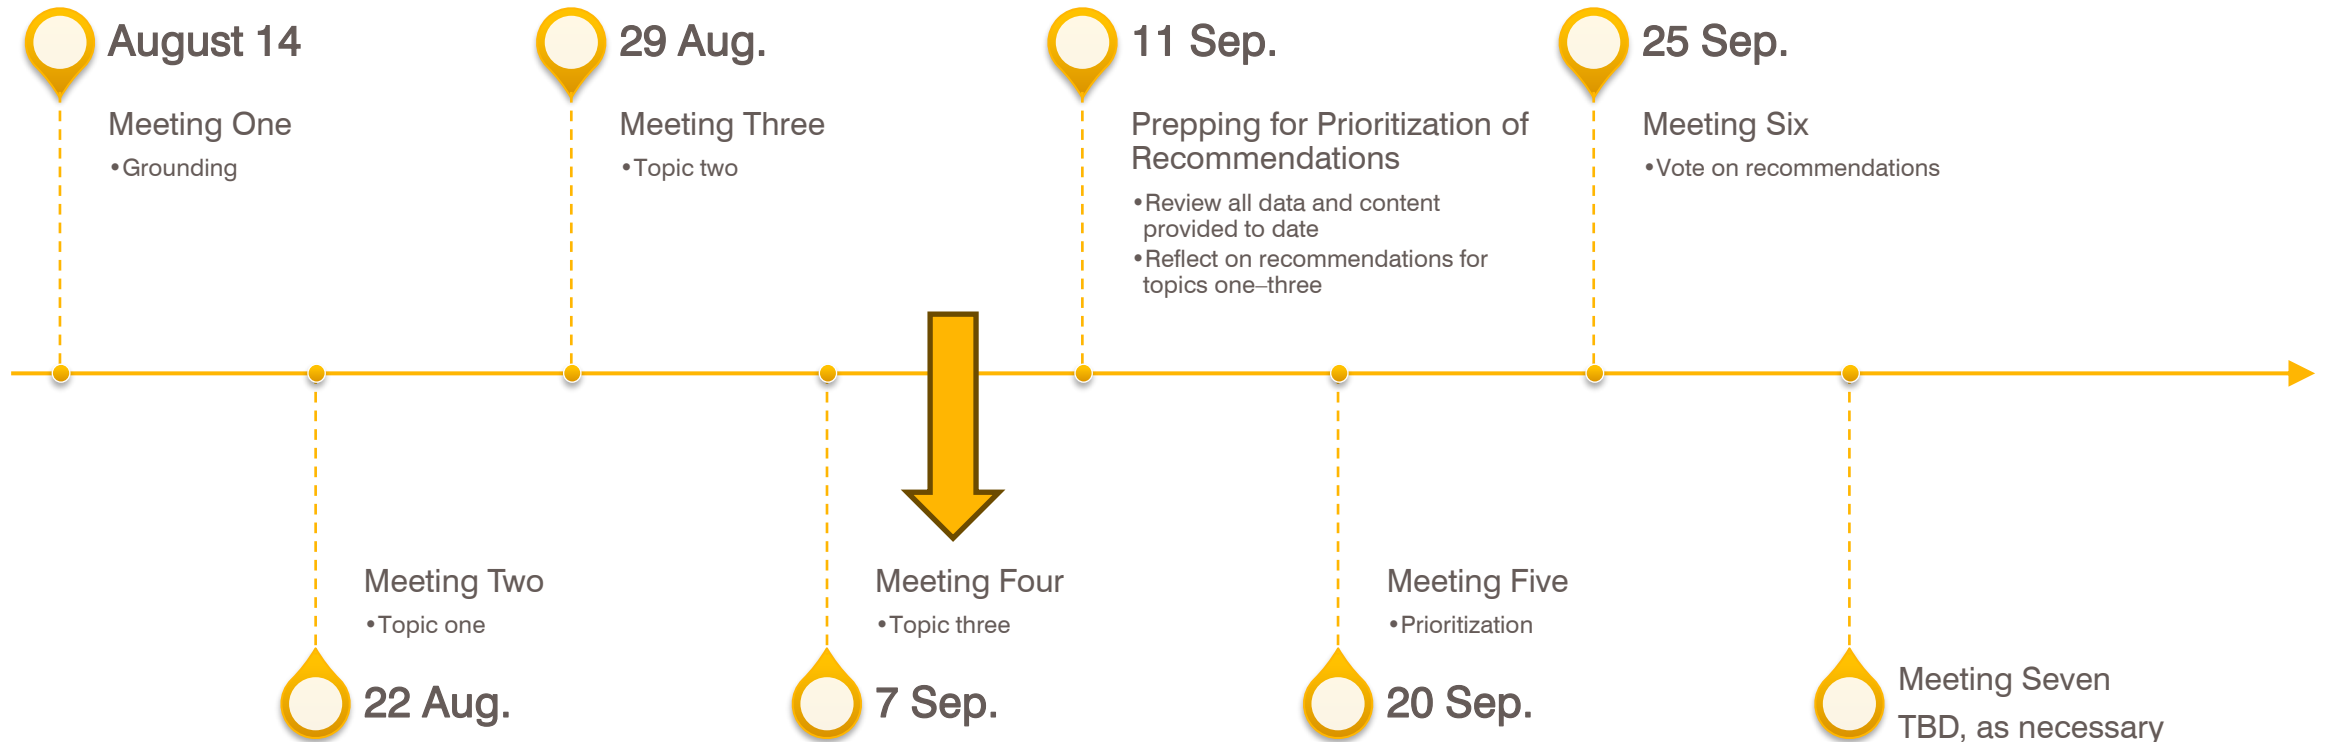 August 14
Meeting One
•Grounding
29 Aug.
Meeting Three
•Topic two
11 Sep.
Prepping for Prioritization of
Recommendations
•Review all data and content
provided to date
•Reflect on recommendations for
topics one–three
25 Sep.
Meeting Six
•Vote on recommendations
Meeting Two
•Topic one
22 Aug.
Meeting Four
•Topic three
7 Sep.
Meeting Five
•Prioritization
20 Sep.
Meeting Seven
TBD, as necessary